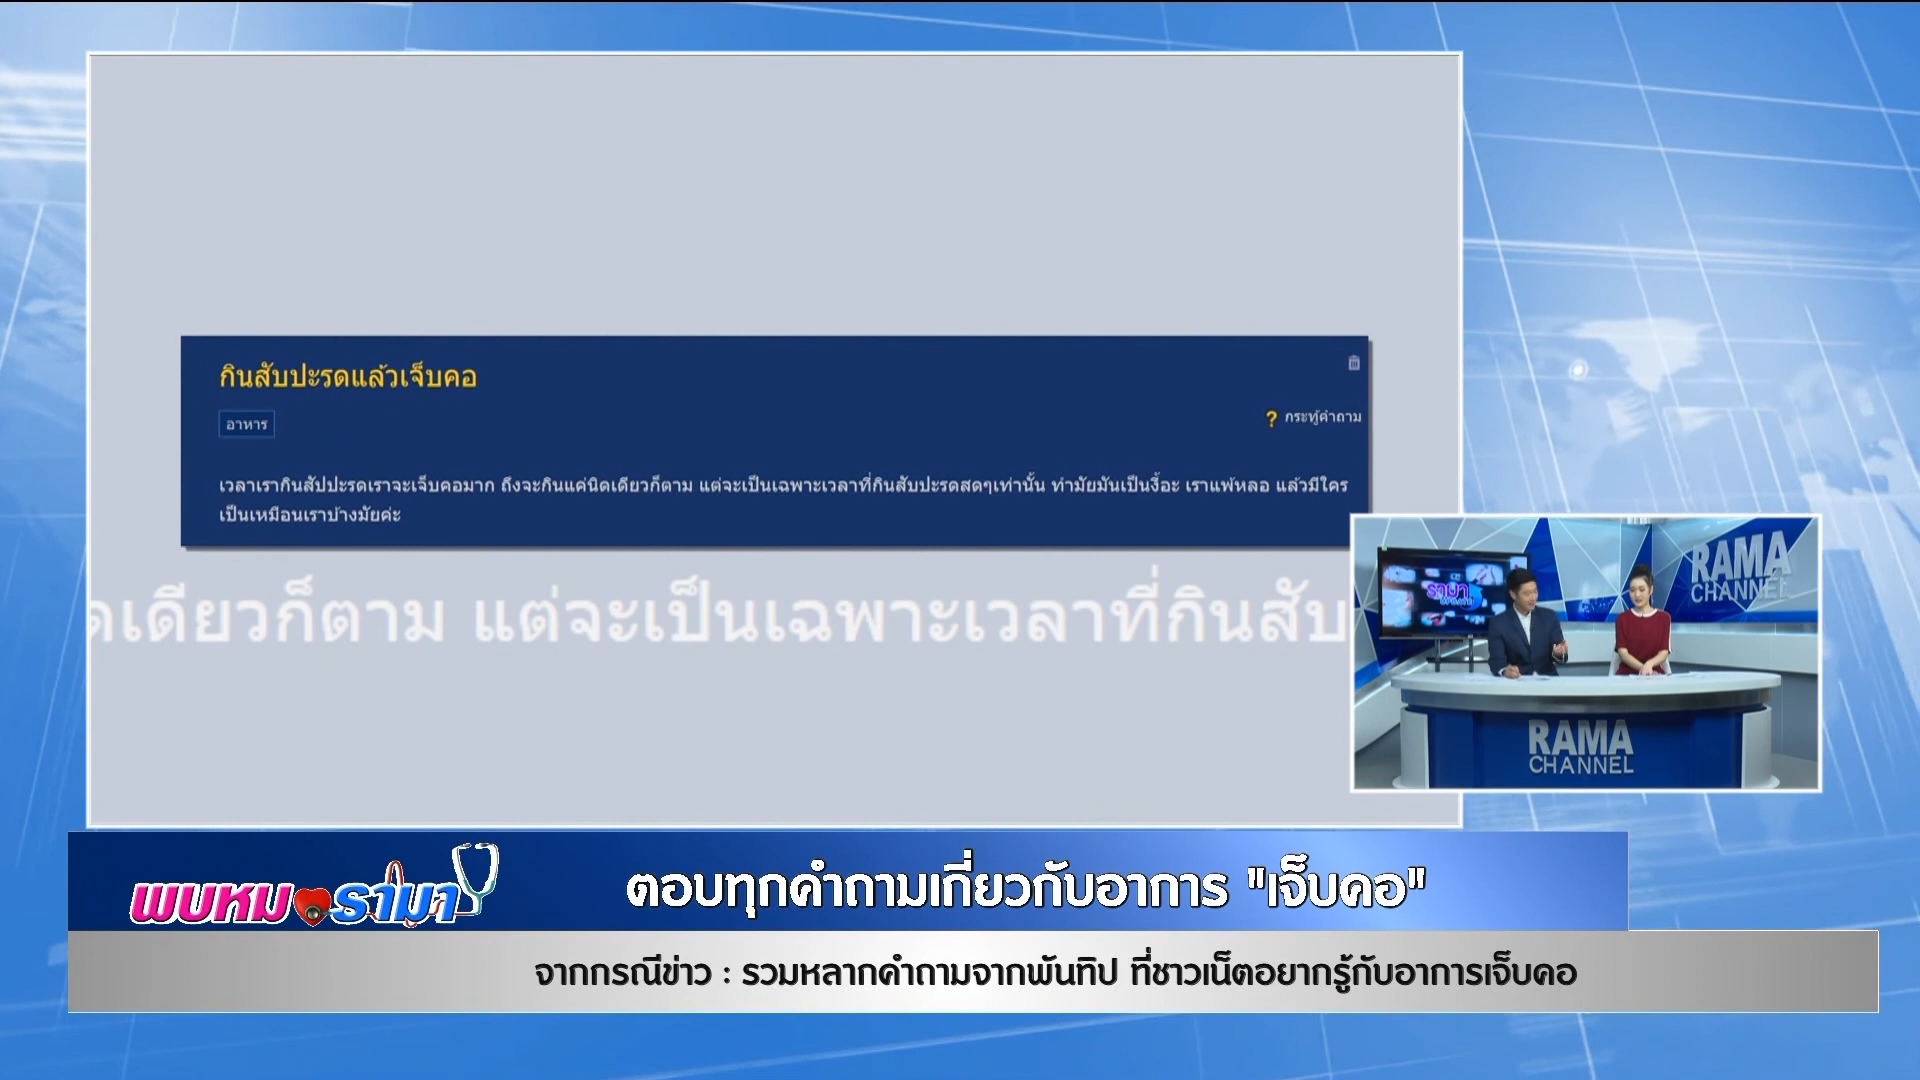 กินสับปะรดแล้วเจ็บคอ
อาหาร
? กระทู้คำถาม
เวลาเรากินสัปปะรดเราจะเจ็บคอมาก ถึงจะกินแค่นิดเดียวก็ตาม แต่จะเป็นเฉพาะเวลาที่กินสับปะรดสดๆเท่านั้น ทำมัยมันเป็นงี้อะ เราแพ้หลอ แล้วมีใคร
เป็นเหมือนเราบ้างมัยค่ะ
ดเดียวก็ตาม แต่จะเป็นเฉพาะเวลาที่กินสับ
รามา
UPDATE
RAMA
CHANNEL
RAMA
CHANNEL
พบหมอรามา
ตอบทุกคำถามเกี่ยวกับอาการ "เจ็บคอ"
จากกรณีข่าว : รวมหลากคำถามจากพันทิป ที่ชาวเน็ตอยากรู้กับอาการเจ็บคอ